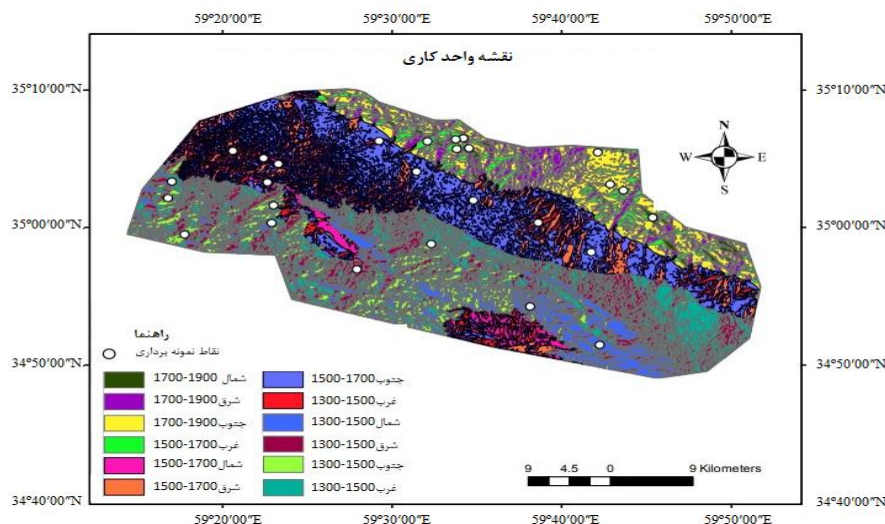 59°20'00"E 59°30'00"E 59°40'00"E 59°50'00"E
نقشه واحد کاری
35°10'00"N 35°10'00"N
N
W E
S
35°00'00"N 35°00'00"N
راهنما
نقاط نمونه برداری
34°50'00"N 34°50'00"N
شمال 1700-1900
جنوب 1500-1700
شرق 1700-1900
غرب 1300-1500
جنوب 1700-1900
شمال 1300-1500
غرب 1500-1700
شرق 1300-1500
شمال 1500-1700
جنوب 1300-1500
شرق 1500-1700
غرب 1300-1500
9 4.5 0 9 Kilometers
34°40'00"N 34°40'00"N
59°20'00"E 59°30'00"E 59°40'00"E 59°50'00"E